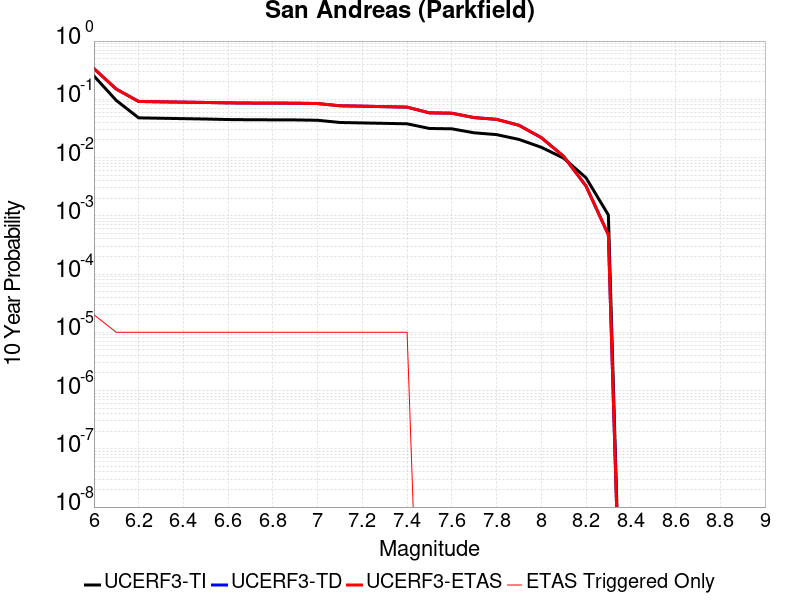 San Andreas (Parkfield)
10 0
10 -1
10 -2
10 -3
10 -4
10 -5
10 -6
10 -7
10 -8
10 Year Probability
6 6.2 6.4 6.6 6.8 7 7.2 7.4 7.6 7.8 8 8.2 8.4 8.6 8.8 9
Magnitude
UCERF3-TI UCERF3-TD UCERF3-ETAS ETAS Triggered Only